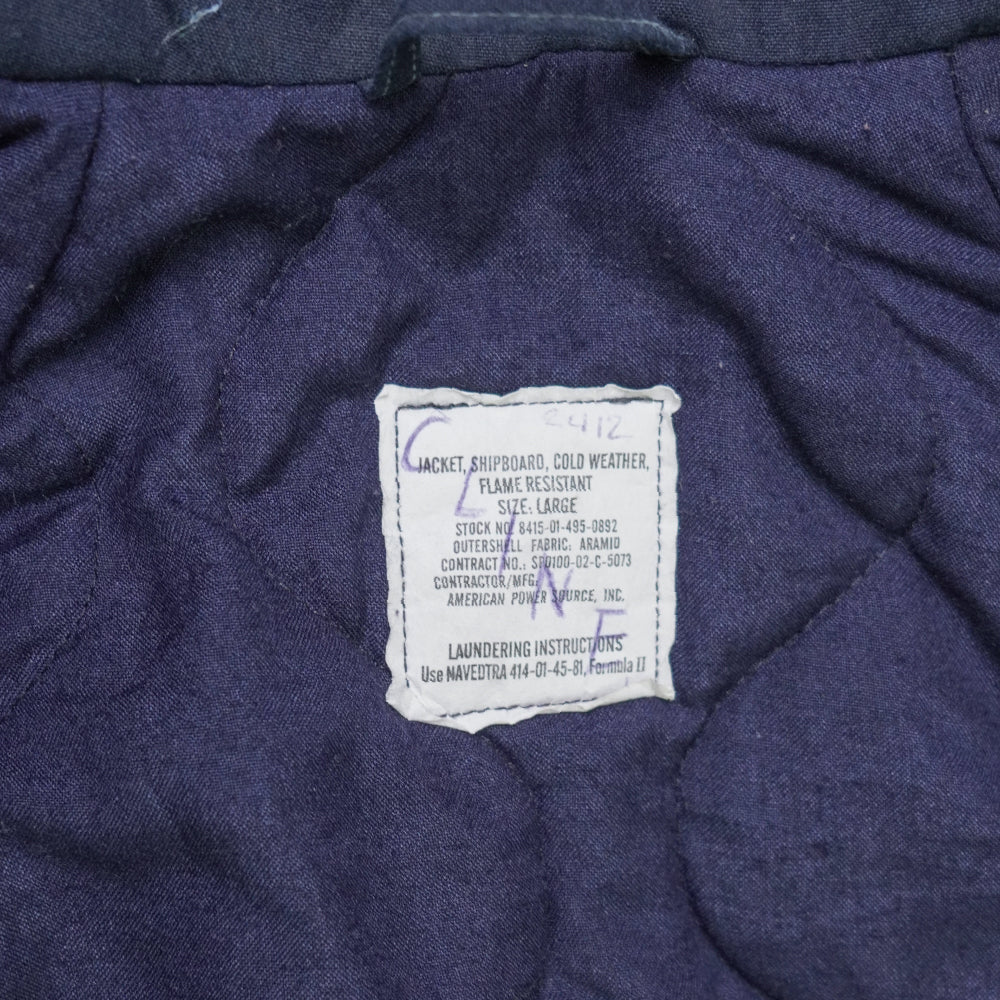 2412
CLINE
JACKET, SHIPBOARD, COLD WEATHER,
FLAME RESISTANT
SIZE: LARGE
STOCK NO. 8415-01-495-0892
OUTERSHELL FABRIC: ARAMID
CONTRACT NO.: SPO100-02-C-5073
CONTRACTOR/MFG.
AMERICAN POWER SOURCE, INC.
LAUNDERING INSTRUCTIONS
Use NAVEDTRA 414-01-45-81, Formula II